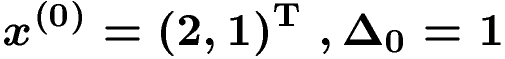 x^{(0)} = (2, 1)^T , Δ_0 = 1